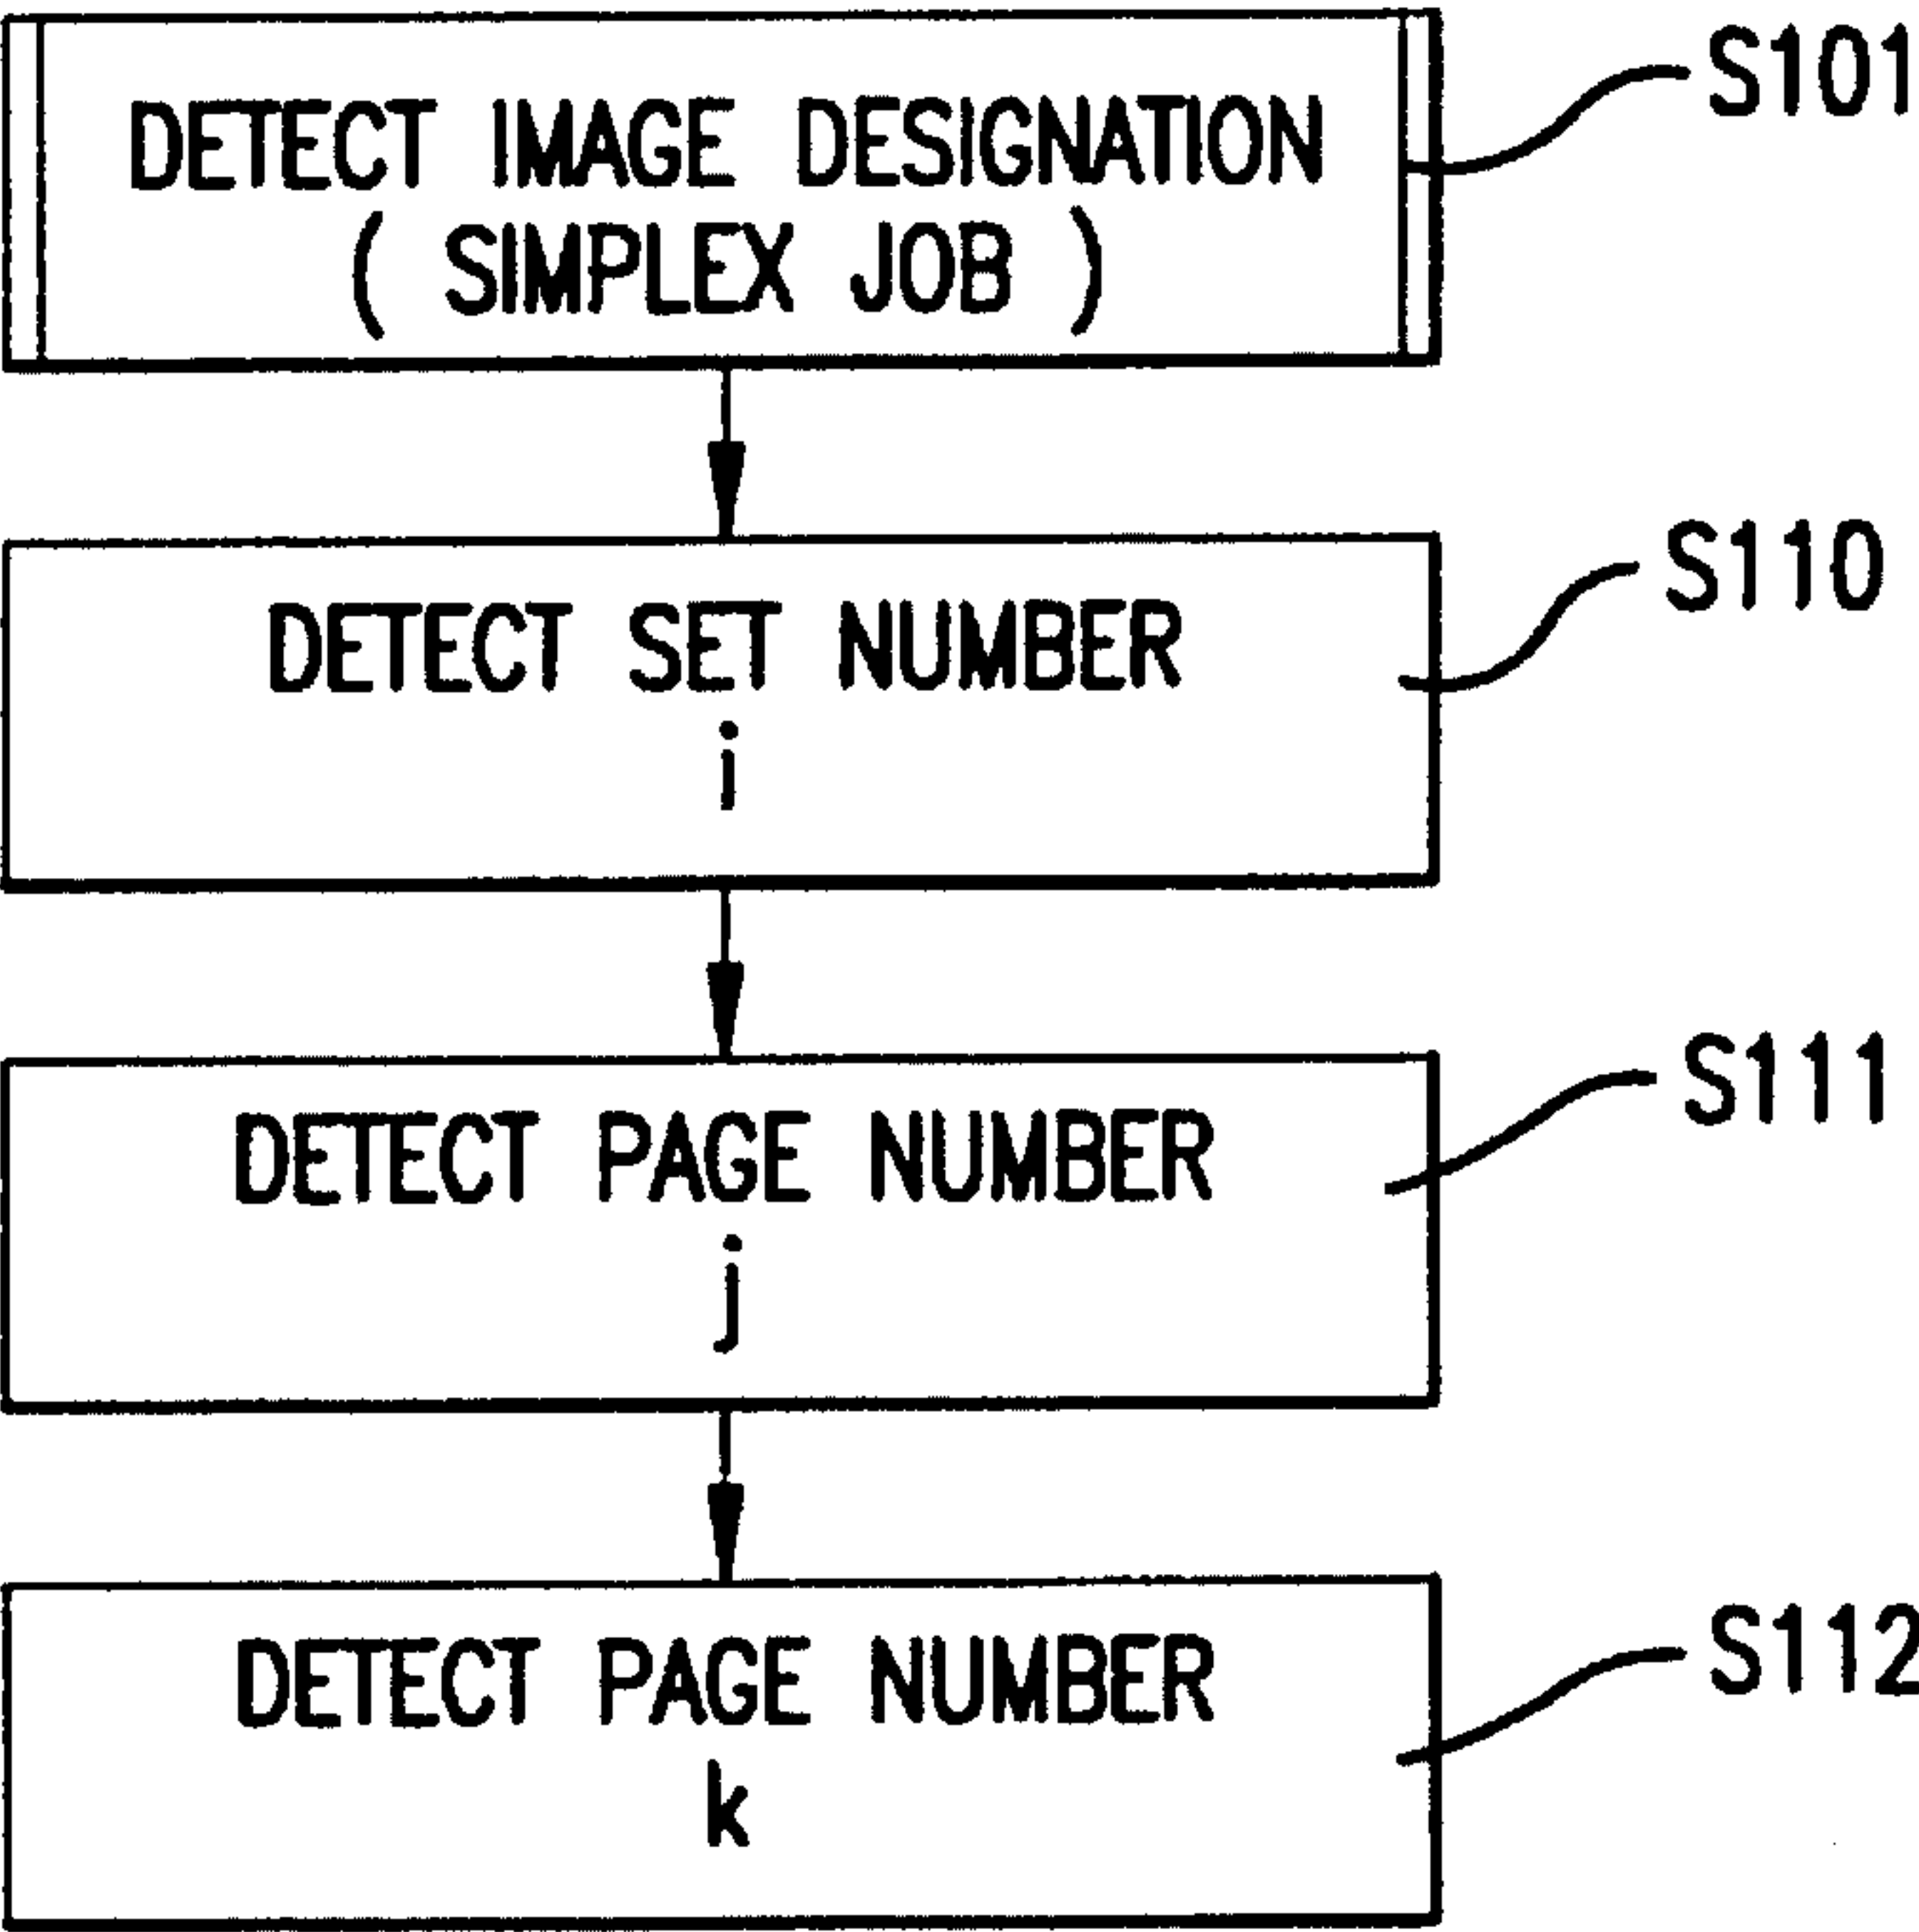 DETECT IMAGE DESIGNATION
( SIMPLEX JOB )
S101
DETECT SET NUMBER
i
S110
DETECT PAGE NUMBER
j
S111
DETECT PAGE NUMBER
k
S112